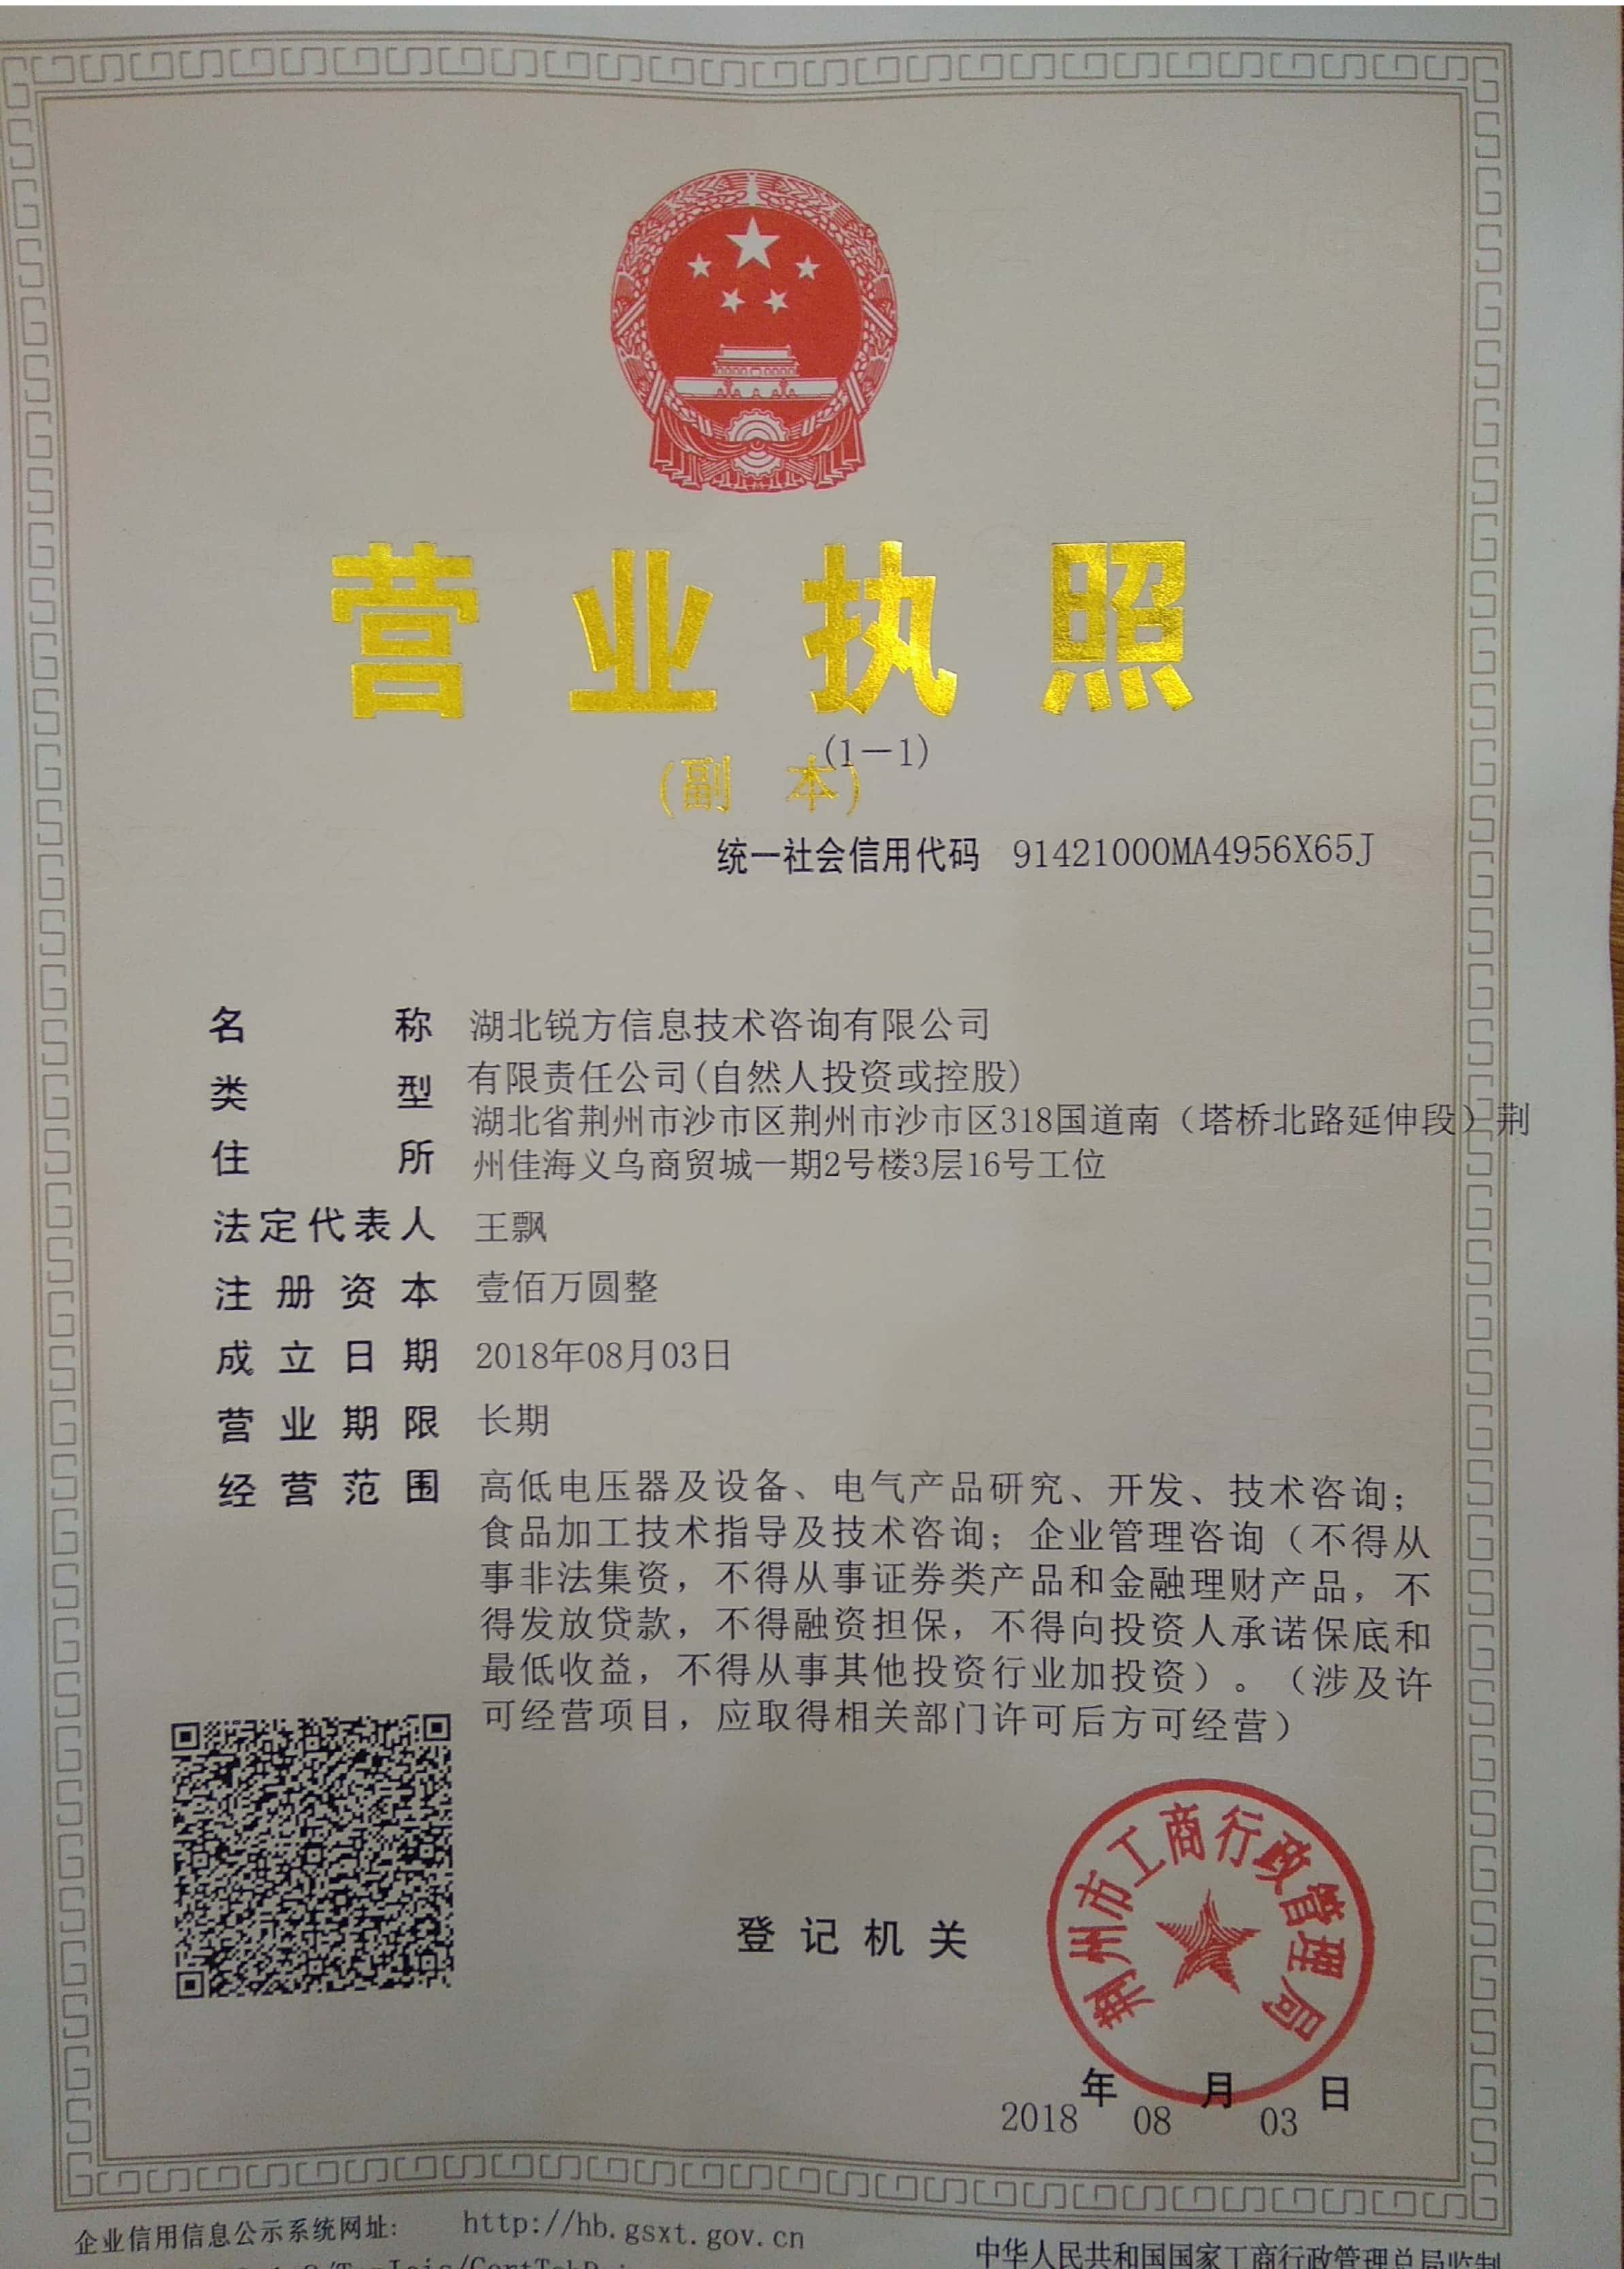 营业执照
(1-1)
(副 本)
统一社会信用代码 91421000MA4956X65J
名称 湖北锐方信息技术咨询有限公司
类型 有限责任公司(自然人投资或控股)
住所 湖北省荆州市沙市区荆州市沙市区318国道南（塔桥北路延伸段）荆
州佳海义乌商贸城一期2号楼3层16号工位
法定代表人 王飘
注册资本 壹佰万圆整
成立日期 2018年08月03日
营业期限 长期
经营范围 高低电压器及设备、电气产品研究、开发、技术咨询；
食品加工技术指导及技术咨询；企业管理咨询（不得从
事非法集资，不得从事证券类产品和金融理财产品，不
得发放贷款，不得融资担保，不得向投资人承诺保底和
最低收益，不得从事其他投资行业加投资）。（涉及许
可经营项目，应取得相关部门许可后方可经营）
荆州市工商行政管理局
登记机关
2018年08月03日
企业信用信息公示系统网址: http://hb.gsxt.gov.cn
中华人民共和国国家工商行政管理总局监制